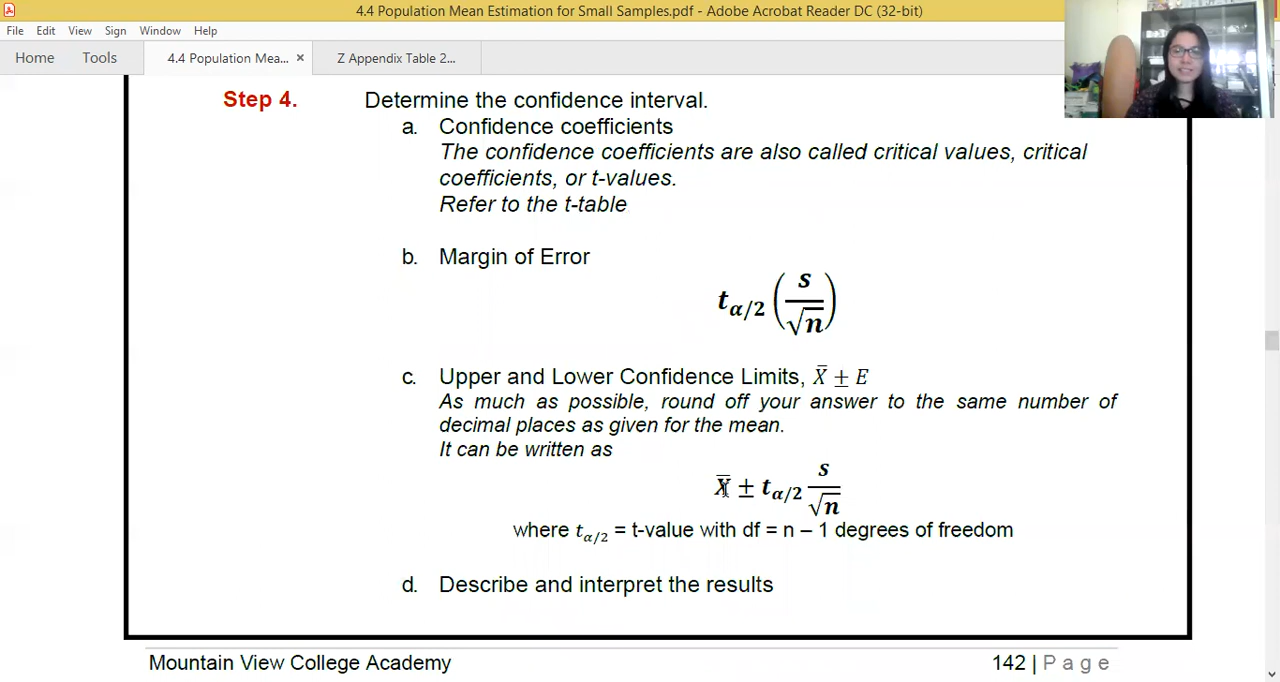 4.4 Population Mean Estimation for Small Samples.pdf - Adobe Acrobat Reader DC (32-bit)
File Edit View Sign Window Help
Home Tools 4.4 Population Mea... × Z Appendix Table 2...
Step 4. Determine the confidence interval.
a. Confidence coefficients
The confidence coefficients are also called critical values, critical
coefficients, or t-values.
Refer to the t-table
b. Margin of Error
t_{α/2} (s/√n)
c. Upper and Lower Confidence Limits, X̄ ± E
As much as possible, round off your answer to the same number of
decimal places as given for the mean.
It can be written as
X̄ ± t_{α/2} s/√n
where t_{α/2} = t-value with df = n – 1 degrees of freedom
d. Describe and interpret the results
Mountain View College Academy 142 | Page